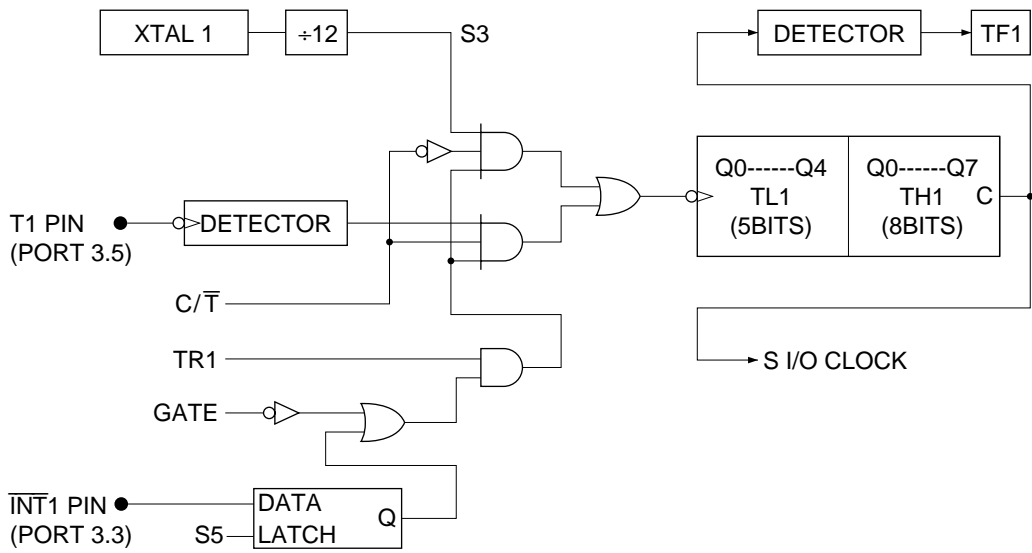 XTAL 1
÷12
S3
DETECTOR
TF1
Q0------Q4
TL1
(5BITS)
Q0------Q7
TH1
(8BITS)
C
T1 PIN
(PORT 3.5)
DETECTOR
C/T̅
S I/O CLOCK
TR1
GATE
I̅N̅T̅1 PIN
(PORT 3.3)
DATA
LATCH
Q
S5